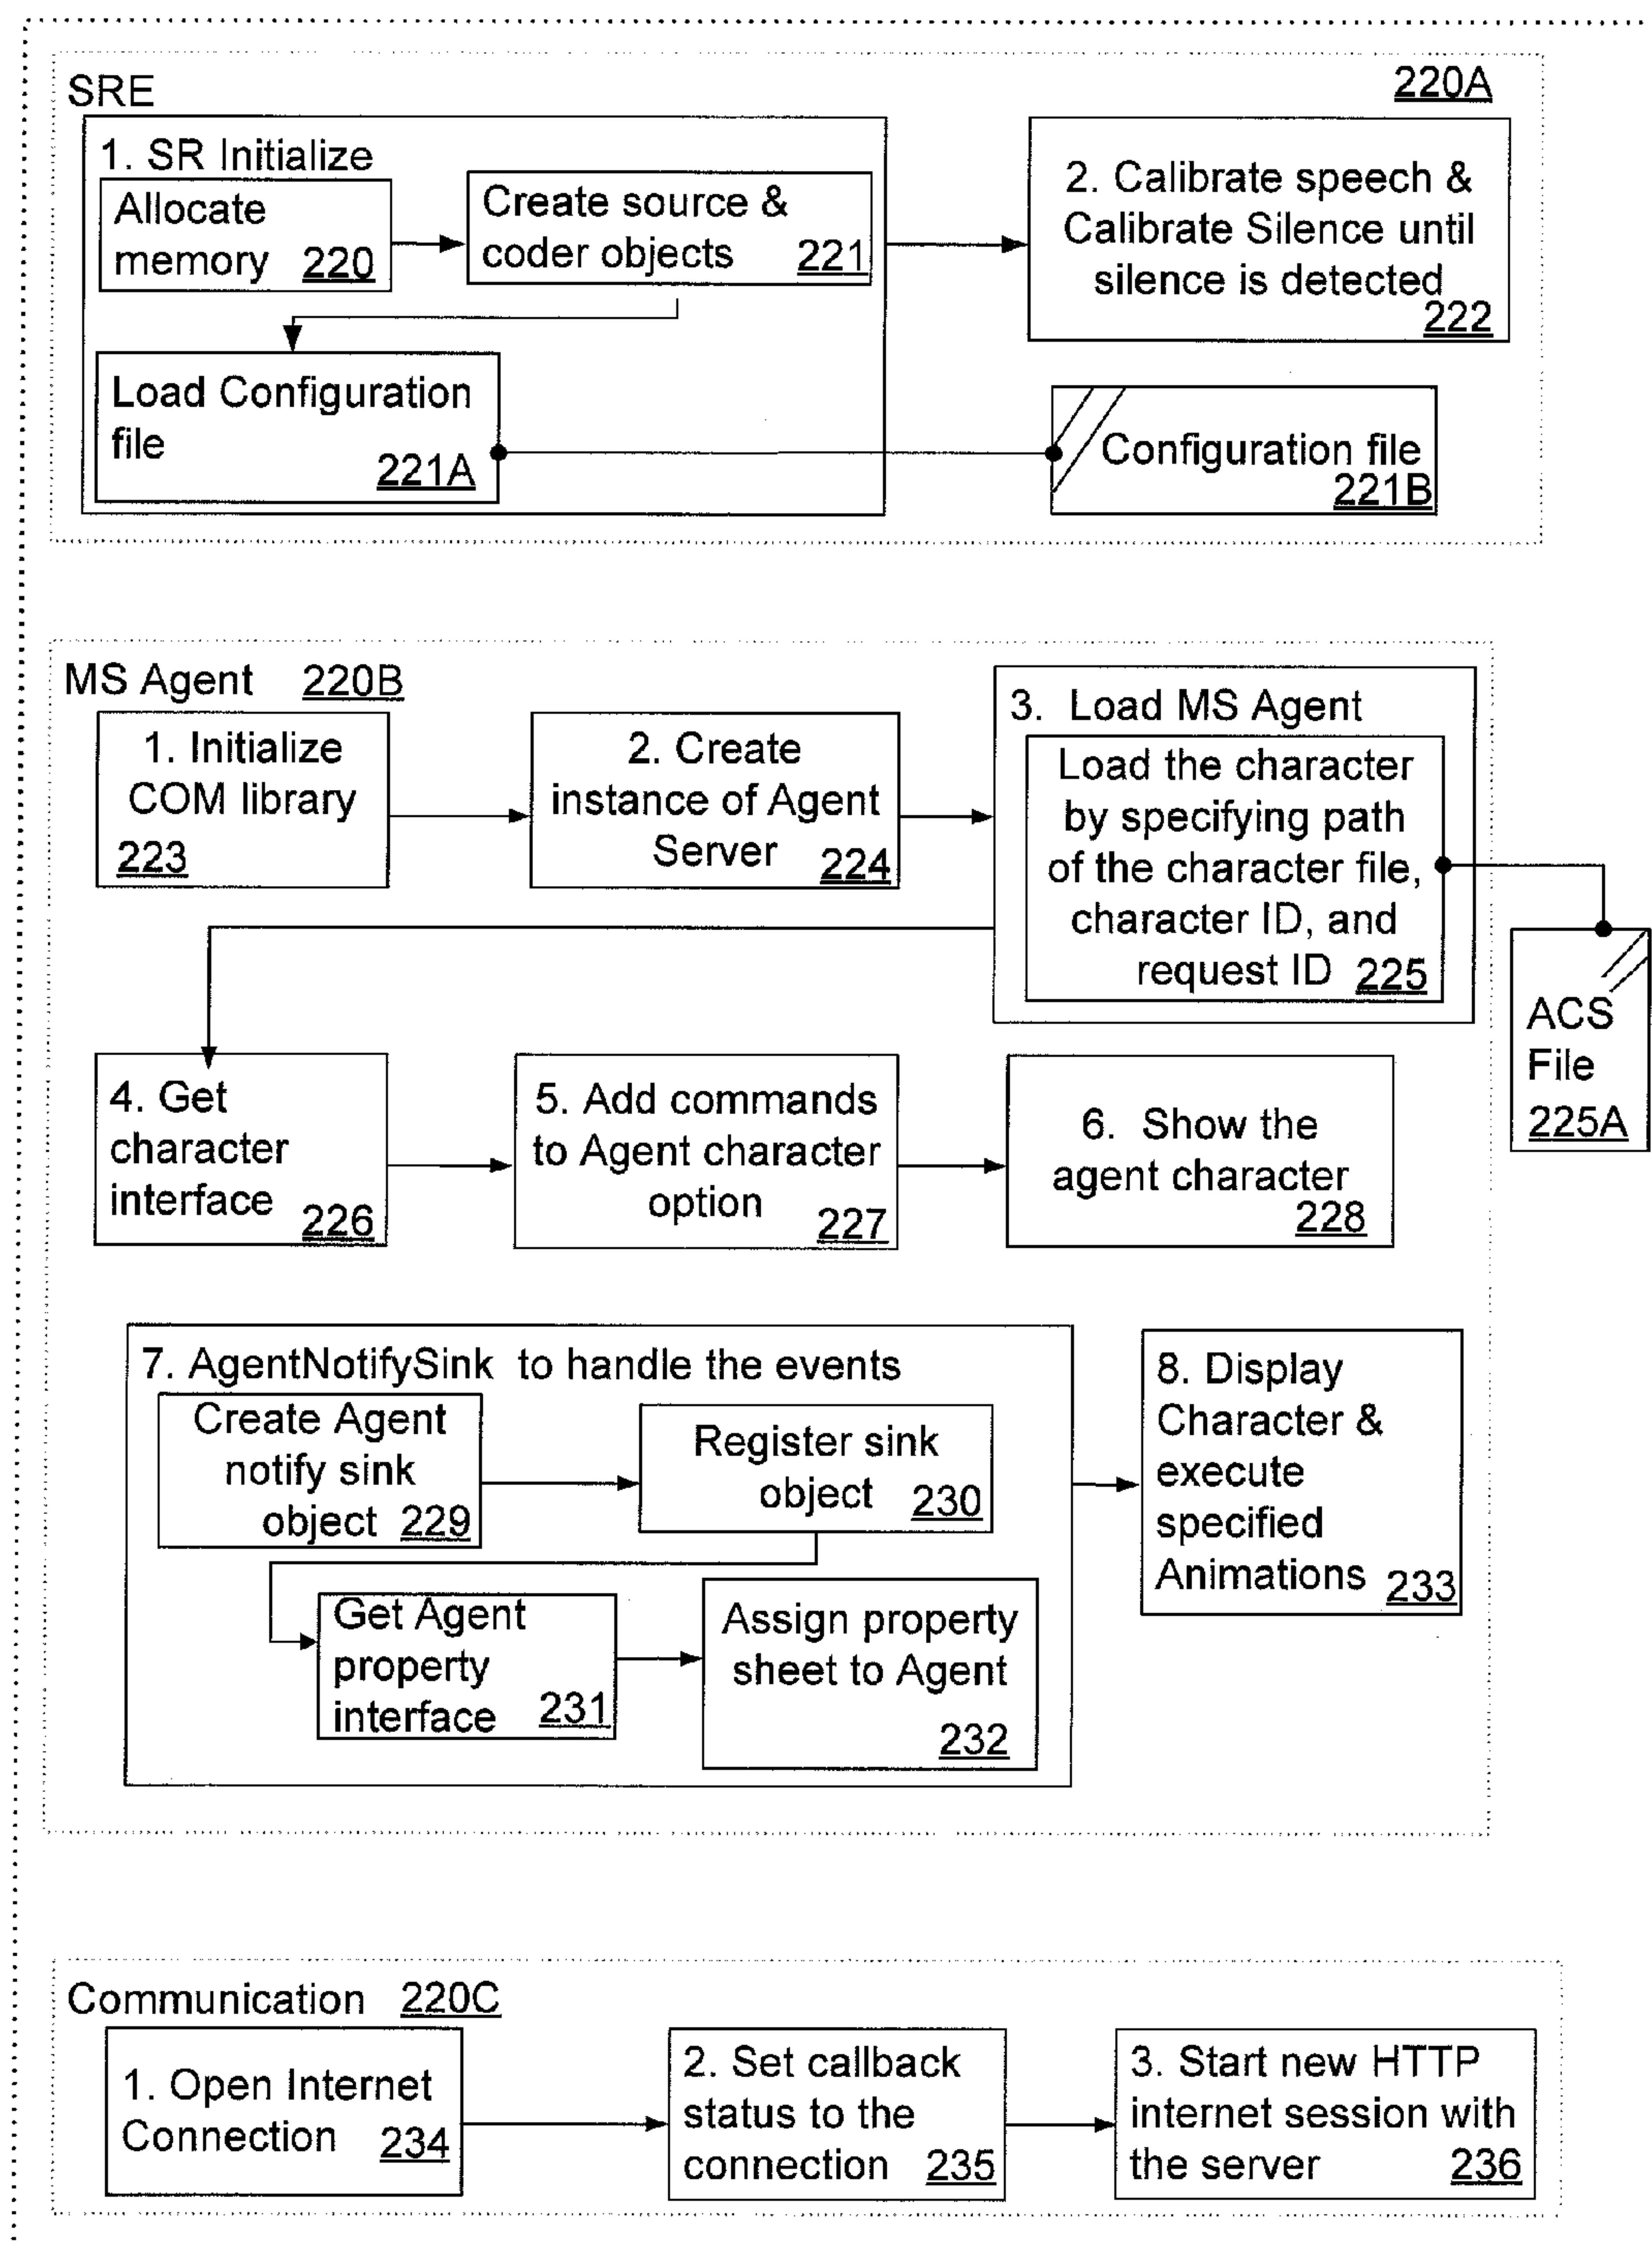 SRE
220A
1. SR Initialize
Allocate
memory 220
Create source &
coder objects 221
2. Calibrate speech &
Calibrate Silence until
silence is detected
222
Load Configuration
file
221A
Configuration file
221B
MS Agent 220B
1. Initialize
COM library
223
2. Create
instance of Agent
Server 224
3. Load MS Agent
Load the character
by specifying path
of the character file,
character ID, and
request ID 225
ACS
File
225A
4. Get
character
interface 226
5. Add commands
to Agent character
option 227
6. Show the
agent character
228
7. AgentNotifySink to handle the events
Create Agent
notify sink
object 229
Register sink
object 230
Get Agent
property
interface 231
Assign property
sheet to Agent
232
8. Display
Character &
execute
specified
Animations 233
Communication 220C
1. Open Internet
Connection 234
2. Set callback
status to the
connection 235
3. Start new HTTP
internet session with
the server 236